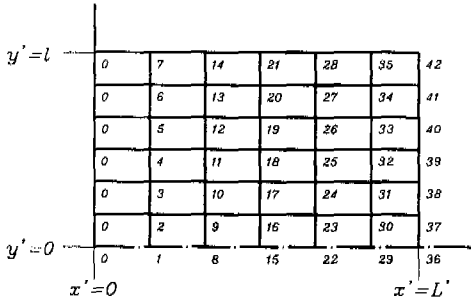 y'=l 0 7 14 21 28 35 42
0 6 13 20 27 34 41
0 5 12 19 26 33 40
0 4 11 18 25 32 39
0 3 10 17 24 31 38
0 2 9 16 23 30 37
y'=0 0 1 8 15 22 29 36
x'=0 x'=L'